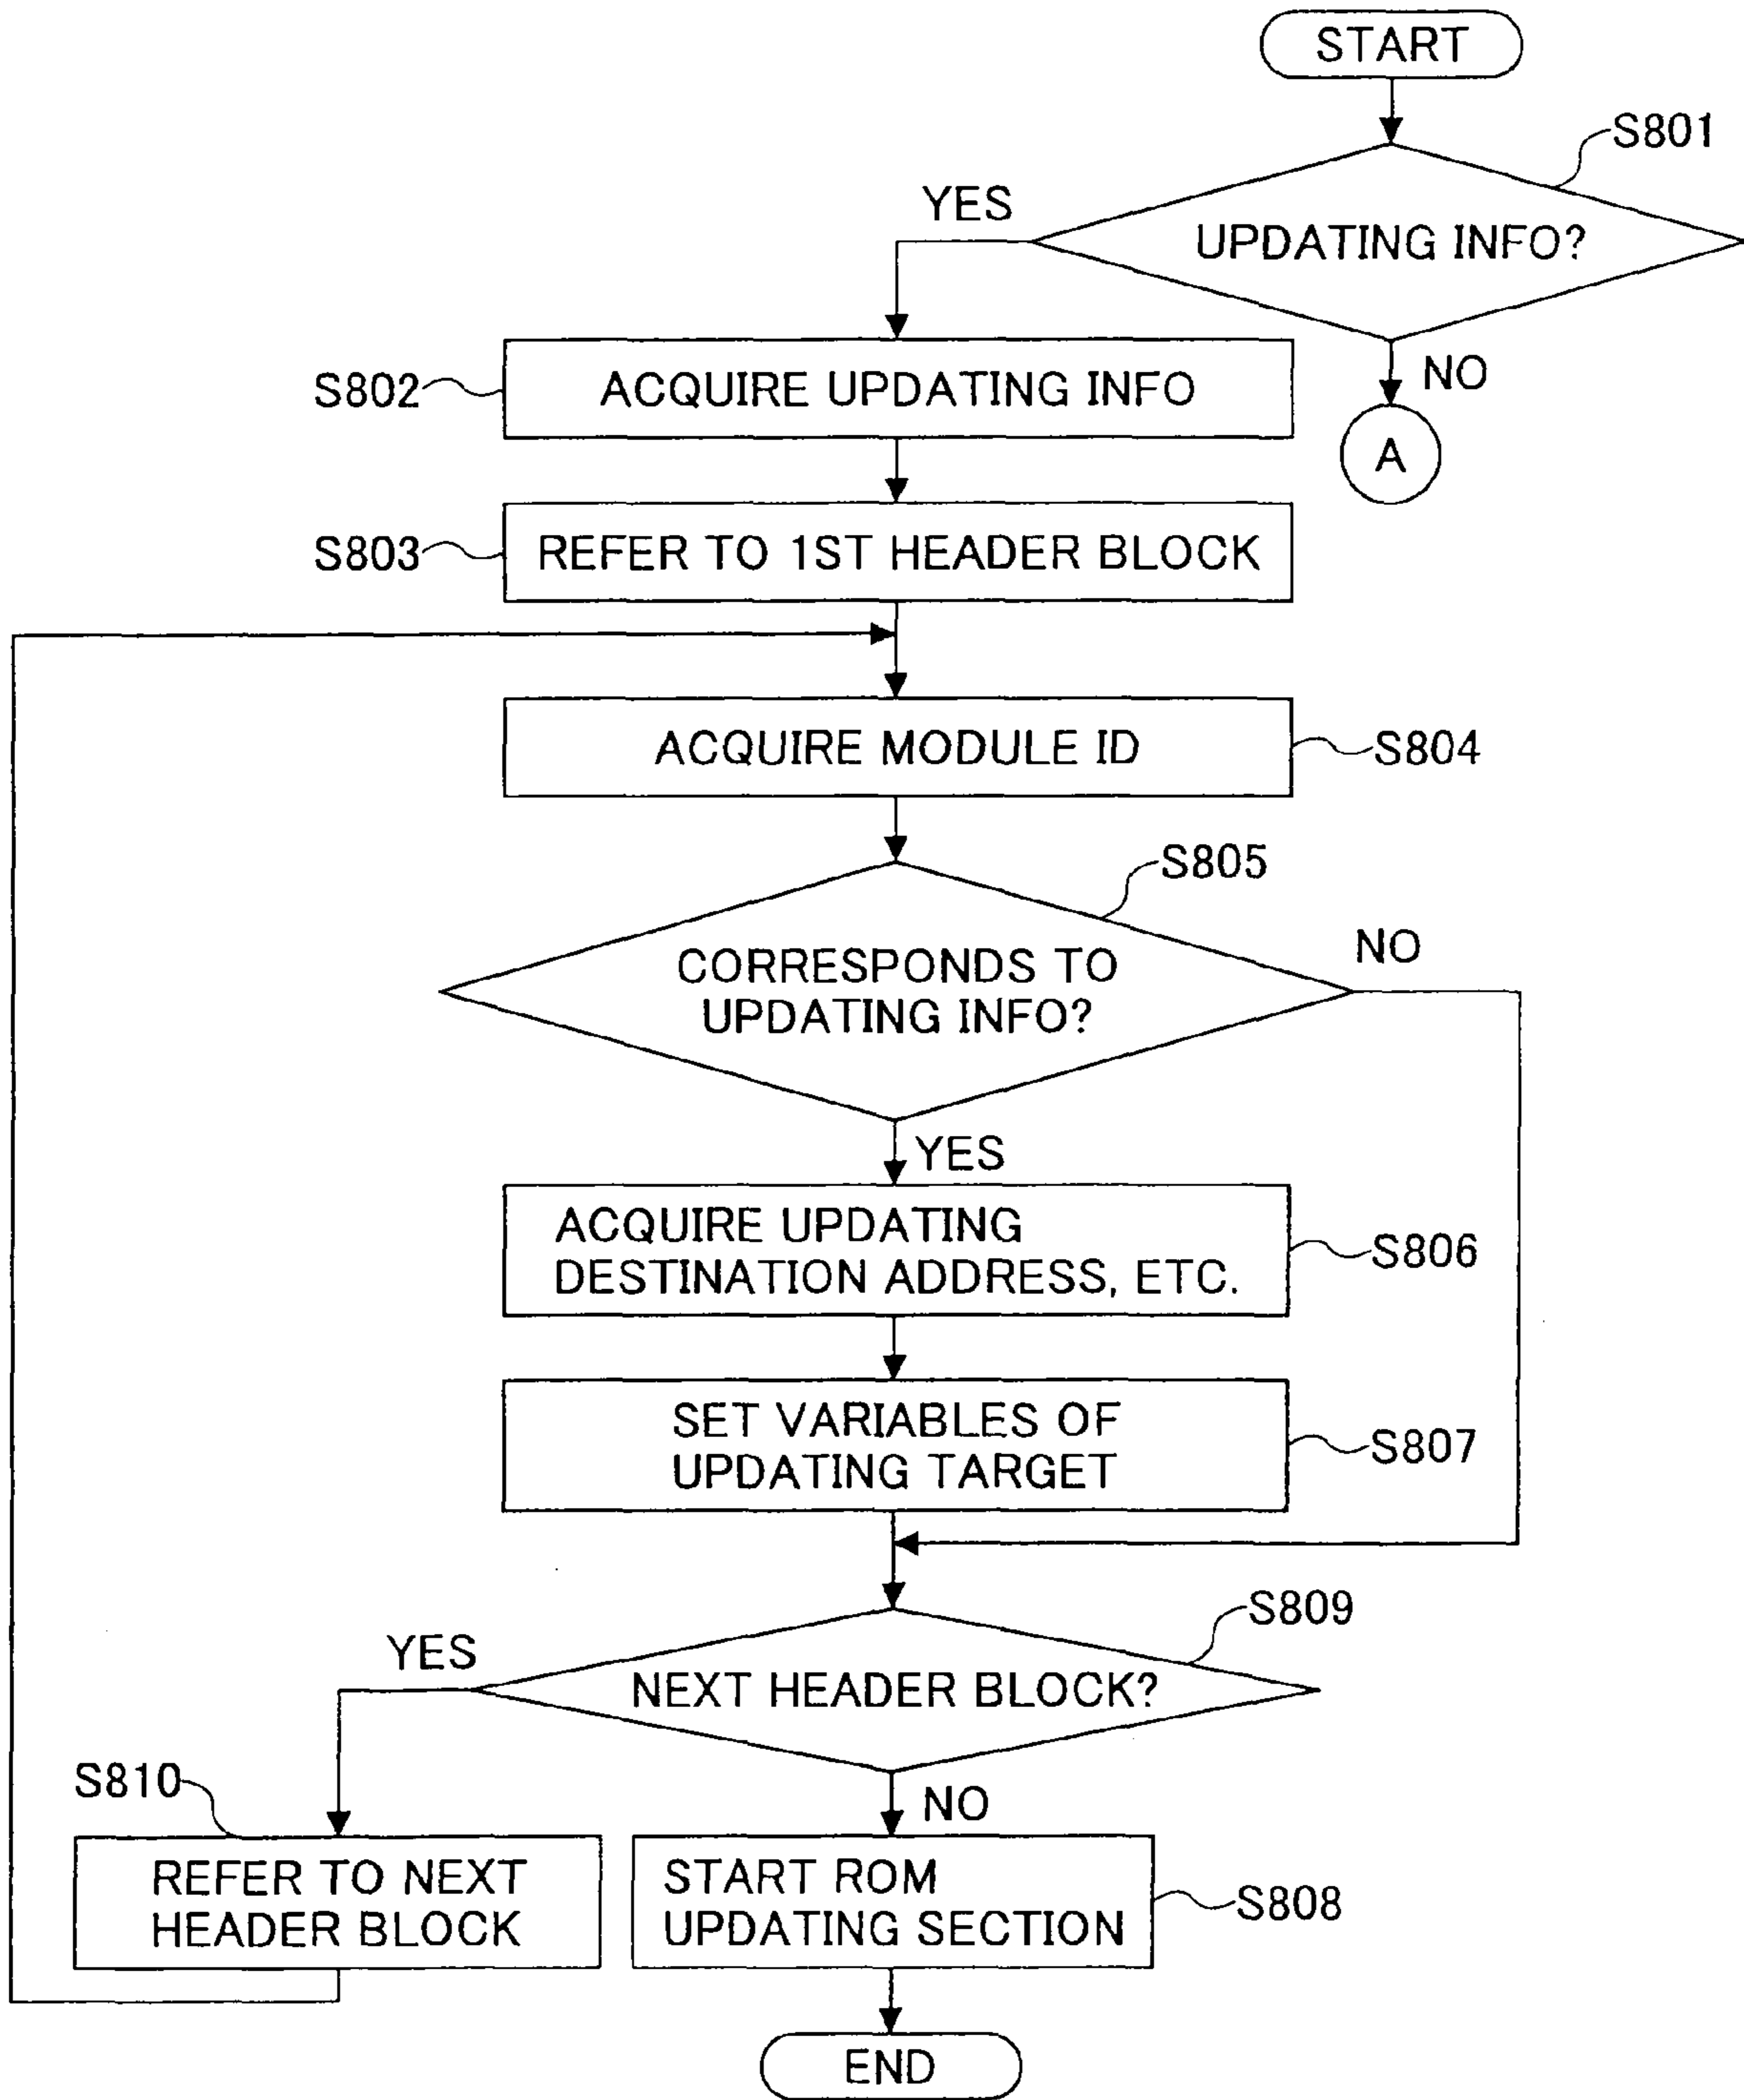 START
S801
YES
UPDATING INFO?
NO
A
S802
ACQUIRE UPDATING INFO
S803
REFER TO 1ST HEADER BLOCK
ACQUIRE MODULE ID
S804
S805
NO
CORRESPONDS TO
UPDATING INFO?
YES
ACQUIRE UPDATING
DESTINATION ADDRESS, ETC.
S806
SET VARIABLES OF
UPDATING TARGET
S807
S809
YES
NEXT HEADER BLOCK?
S810
NO
REFER TO NEXT
HEADER BLOCK
START ROM
UPDATING SECTION
S808
END